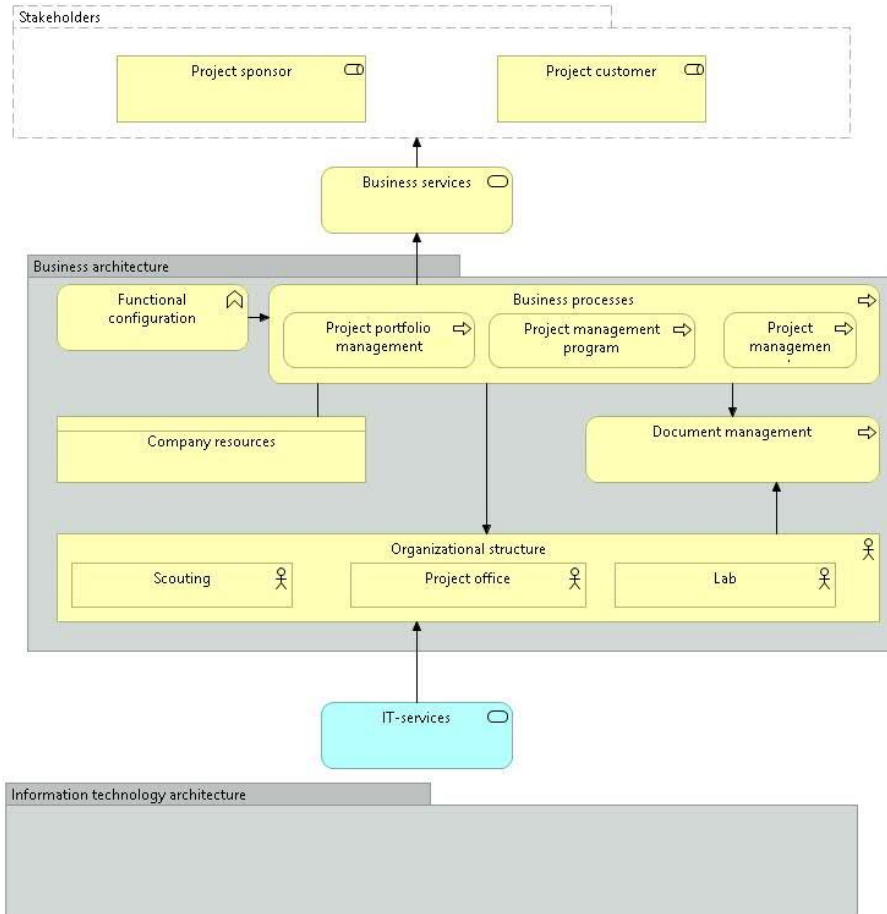 Stakeholders
Project sponsor
Project customer
Business services
Business architecture
Functional
configuration
Business processes
Project portfolio
management
Project management
program
Project
managemen
Company resources
Document management
Organizational structure
Scouting
Project office
Lab
IT-services
Information technology architecture